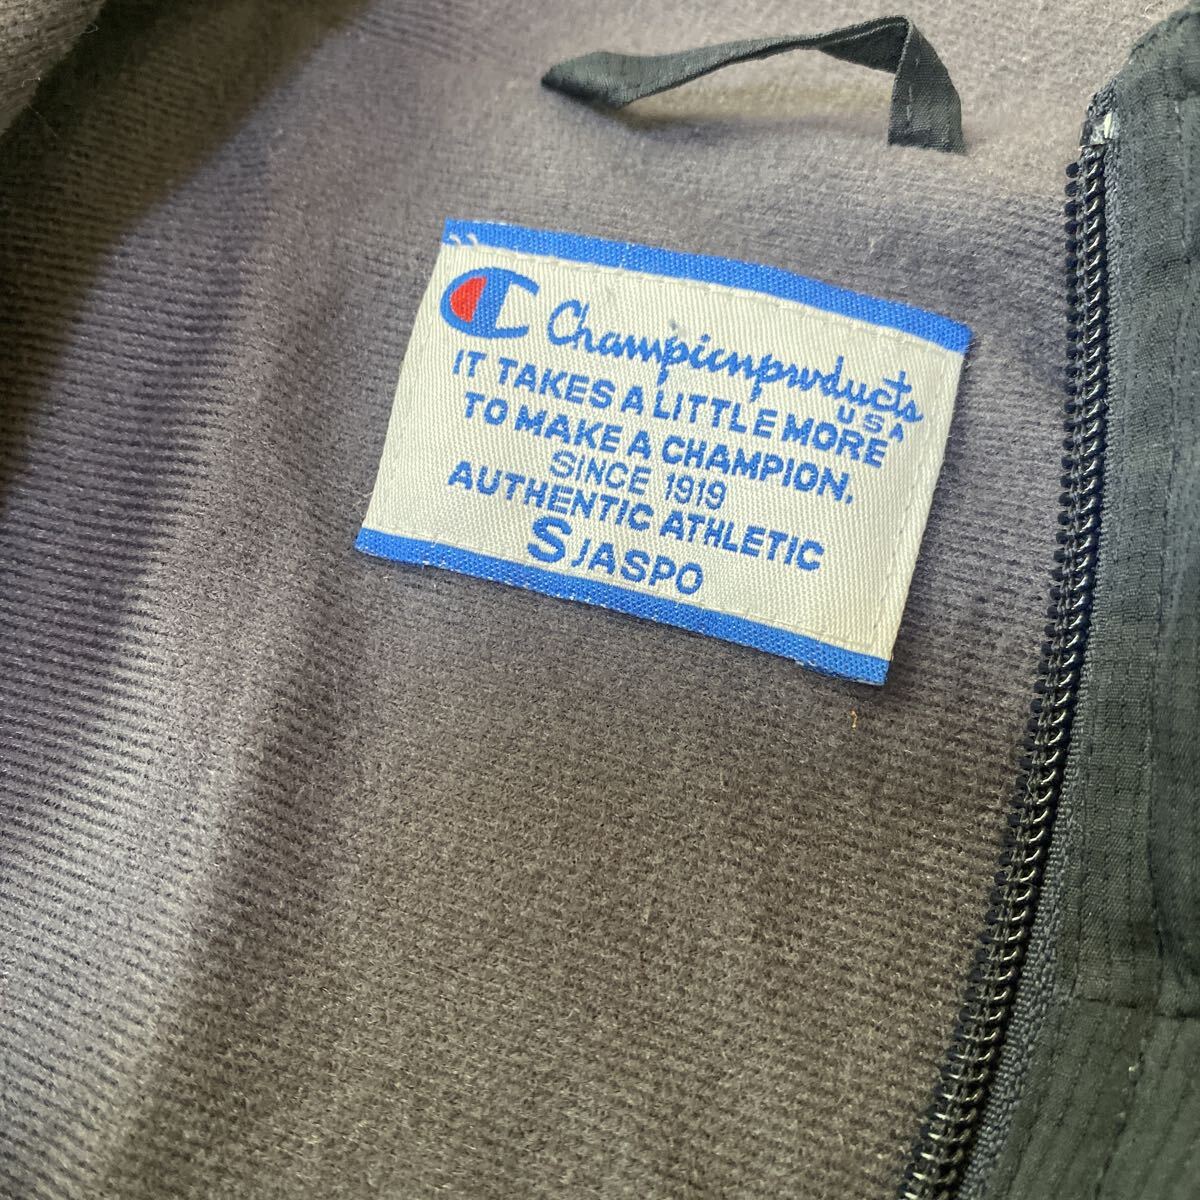 Championproducts
USA
IT TAKES A LITTLE MORE
TO MAKE A CHAMPION.
SINCE 1919
AUTHENTIC ATHLETIC
S JASPO